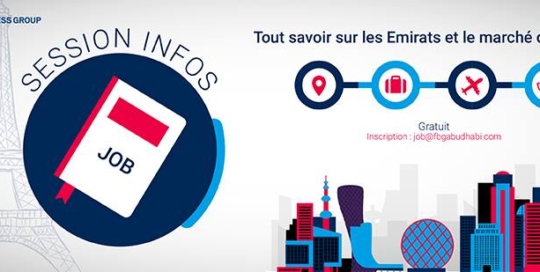 ESS GROUP
SESSION INFOS
JOB
Tout savoir sur les Emirats et le marché
Gratuit
Inscription : job@fbgabudhabi.com